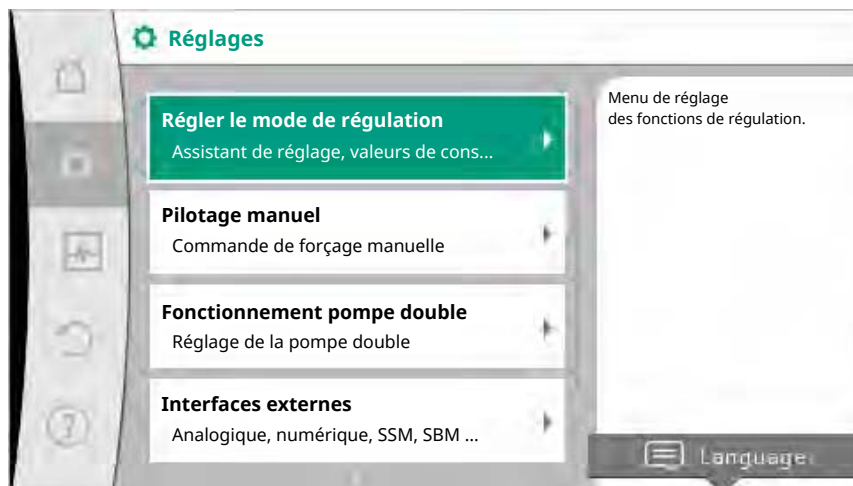 Réglages
Régler le mode de régulation
Assistant de réglage, valeurs de cons...
Pilotage manuel
Commande de forçage manuelle
Fonctionnement pompe double
Réglage de la pompe double
Interfaces externes
Analogique, numérique, SSM, SBM ...
Menu de réglage
des fonctions de régulation.
Language
?